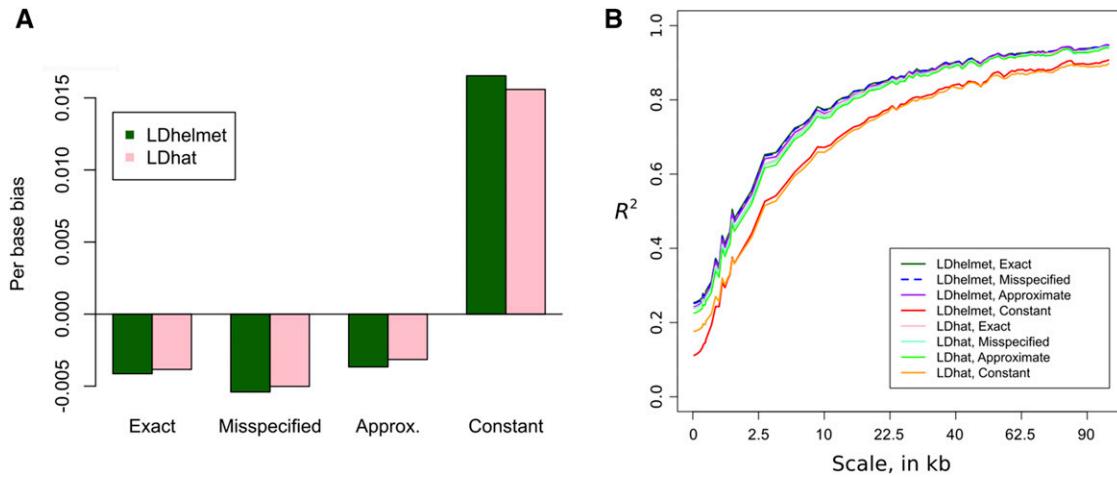 A
Per base bias
0.015
0.010
0.005
0.000
-0.005
LDhelmet
LDhat
Exact
Misspecified
Approx.
Constant
B
R²
1.0
0.8
0.6
0.4
0.2
0.0
LDhelmet, Exact
LDhelmet, Misspecified
LDhelmet, Approximate
LDhelmet, Constant
LDhat, Exact
LDhat, Misspecified
LDhat, Approximate
LDhat, Constant
0 2.5 10 22.5 40 62.5 90
Scale, in kb